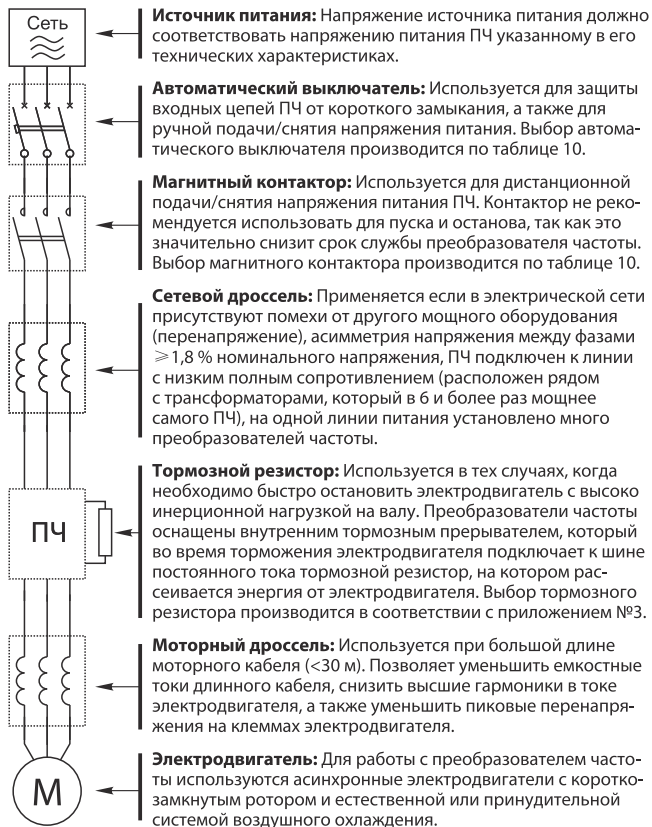 Сеть
Источник питания: Напряжение источника питания должно
соответствовать напряжению питания ПЧ указанному в его
технических характеристиках.
Автоматический выключатель: Используется для защиты
входных цепей ПЧ от короткого замыкания, а также для
ручной подачи/снятия напряжения питания. Выбор автома-
тического выключателя производится по таблице 10.
Магнитный контактор: Используется для дистанционной
подачи/снятия напряжения питания ПЧ. Контактор не реко-
мендуется использовать для пуска и останова, так как это
значительно снизит срок службы преобразователя частоты.
Выбор магнитного контактора производится по таблице 10.
Сетевой дроссель: Применяется если в электрической сети
присутствуют помехи от другого мощного оборудования
(перенапряжение), асимметрия напряжения между фазами
⩾1,8 % номинального напряжения, ПЧ подключен к линии
с низким полным сопротивлением (расположен рядом
с трансформаторами, который в 6 и более раз мощнее
самого ПЧ), на одной линии питания установлено много
преобразователей частоты.
ПЧ
Тормозной резистор: Используется в тех случаях, когда
необходимо быстро остановить электродвигатель с высоко
инерционной нагрузкой на валу. Преобразователи частоты
оснащены внутренним тормозным прерывателем, который
во время торможения электродвигателя подключает к шине
постоянного тока тормозной резистор, на котором рас-
сеивается энергия от электродвигателя. Выбор тормозного
резистора производится в соответствии с приложением №3.
Моторный дроссель: Используется при большой длине
моторного кабеля (<30 м). Позволяет уменьшить емкостные
токи длинного кабеля, снизить высшие гармоники в токе
электродвигателя, а также уменьшить пиковые перенапря-
жения на клеммах электродвигателя.
М
Электродвигатель: Для работы с преобразователем часто-
ты используются асинхронные электродвигатели с коротко-
замкнутым ротором и естественной или принудительной
системой воздушного охлаждения.